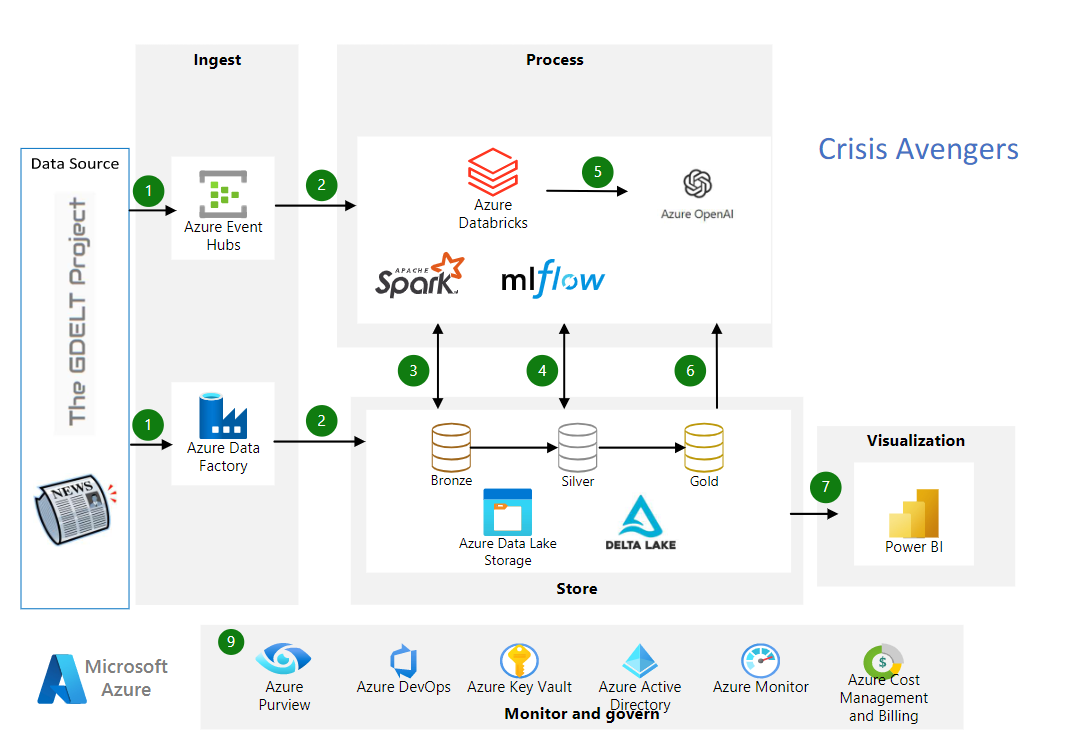 Ingest
Process
Crisis Avengers
Data Source
The GDELT Project
NEWS
1
Azure Event
Hubs
2
Azure
Databricks
5
Azure OpenAI
APACHE
Spark
mlflow
3
4
6
1
Azure Data
Factory
2
Bronze
Silver
Gold
Azure Data Lake
Storage
DELTA LAKE
Store
7
Visualization
Power BI
Microsoft
Azure
9
Azure
Purview
Azure DevOps
Azure Key Vault
Azure Active
Directory
Azure Monitor
$
Azure Cost
Management
and Billing
Monitor and govern